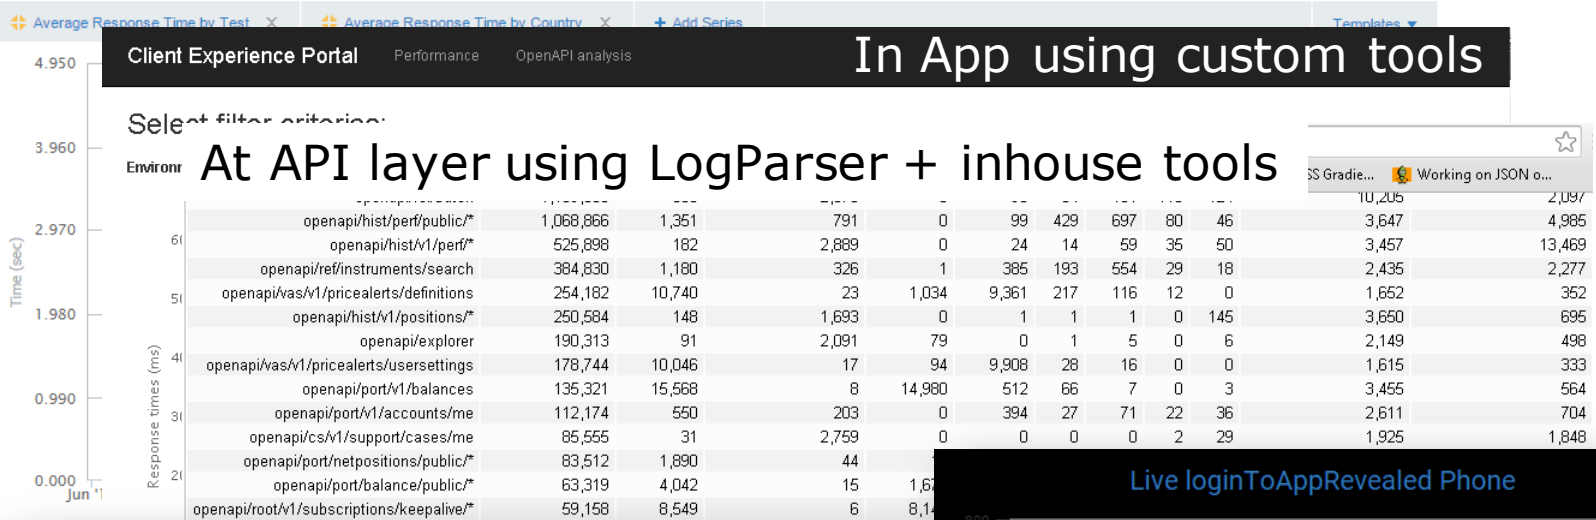 Average Response Time by Test X Average Response Time by Country X + Add Series Templates ▼
Client Experience Portal Performance OpenAPI analysis In App using custom tools
4.950
Select filter criterias:
3.960
At API layer using LogParser + inhouse tools
SS Gradie... Working on JSON o...
10,205 2,097
openapi/hist/perf/public/* 1,068,866 1,351 791 0 99 429 697 80 46 3,647 4,985
2.970
openapi/hist/v1/perf/* 525,898 182 2,889 0 24 14 59 35 50 3,457 13,469
openapi/ref/instruments/search 384,830 1,180 326 1 385 193 554 29 18 2,435 2,277
openapi/vas/v1/pricealerts/definitions 254,182 10,740 23 1,034 9,361 217 116 12 0 1,652 352
1.980
openapi/hist/v1/positions/* 250,584 148 1,693 0 1 1 1 0 145 3,650 695
openapi/explorer 190,313 91 2,091 79 0 1 5 0 6 2,149 498
openapi/vas/v1/pricealerts/usersettings 178,744 10,046 17 94 9,908 28 16 0 0 1,615 333
openapi/port/v1/balances 135,321 15,568 8 14,980 512 66 7 0 3 3,455 564
0.990
openapi/port/v1/accounts/me 112,174 550 203 0 394 27 71 22 36 2,611 704
openapi/cs/v1/support/cases/me 85,555 31 2,759 0 0 0 0 2 29 1,925 1,848
openapi/port/netpositions/public/* 83,512 1,890 44
0.000
openapi/port/balance/public/* 63,319 4,042 15
openapi/root/v1/subscriptions/keepalive/* 59,158 8,549 6
Jun '1
Time (sec)
Response times (ms)
Live loginToAppRevealed Phone